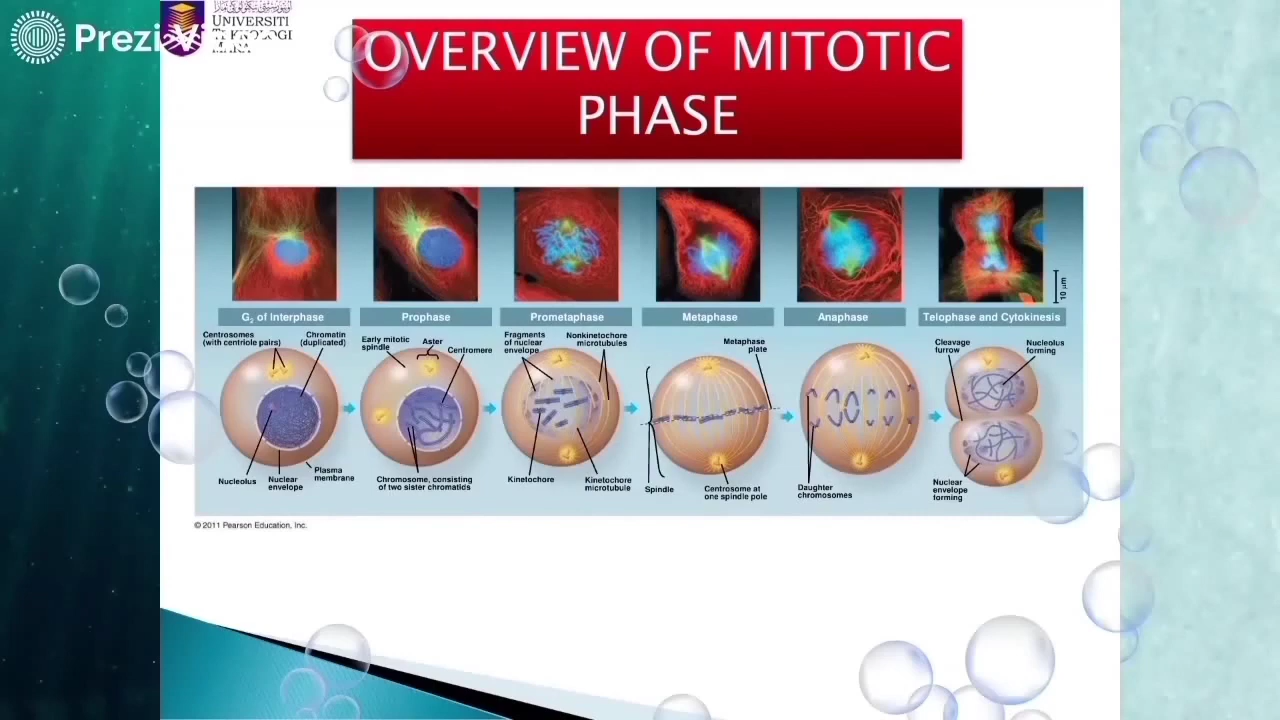 Prezi
UNIVERSITI
TEKNOLOGI
MARA
OVERVIEW OF MITOTIC
PHASE
10 µm
G₂ of Interphase
Prophase
Prometaphase
Metaphase
Anaphase
Telophase and Cytokinesis
Centrosomes
(with centriole pairs)
Chromatin
(duplicated)
Nucleolus
Nuclear
envelope
Plasma
membrane
Early mitotic
spindle
Aster
Centromere
Chromosome, consisting
of two sister chromatids
Fragments
of nuclear
envelope
Nonkinetochore
microtubules
Kinetochore
Kinetochore
microtubule
Metaphase
plate
Spindle
Centrosome at
one spindle pole
Daughter
chromosomes
Cleavage
furrow
Nucleolus
forming
Nuclear
envelope
forming
© 2011 Pearson Education, Inc.